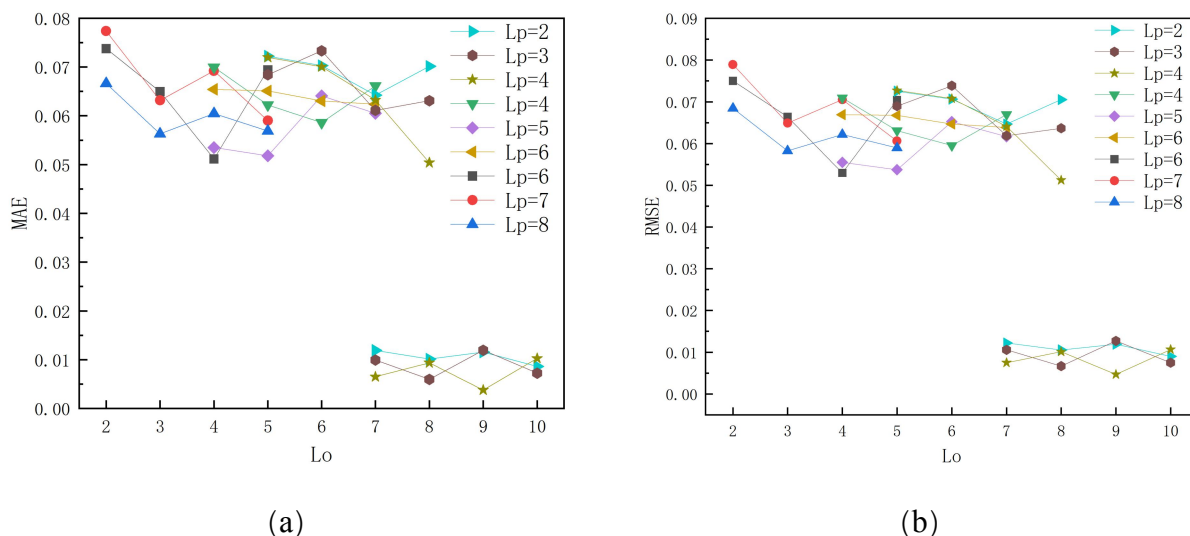 0.08
0.07
0.06
0.05
0.04
0.03
0.02
0.01
0.00
MAE
2 3 4 5 6 7 8 9 10
Lo
Lp=2
Lp=3
Lp=4
Lp=4
Lp=5
Lp=6
Lp=6
Lp=7
Lp=8
(a)
0.09
0.08
0.07
0.06
0.05
0.04
0.03
0.02
0.01
0.00
RMSE
2 3 4 5 6 7 8 9 10
Lo
Lp=2
Lp=3
Lp=4
Lp=4
Lp=5
Lp=6
Lp=6
Lp=7
Lp=8
(b)